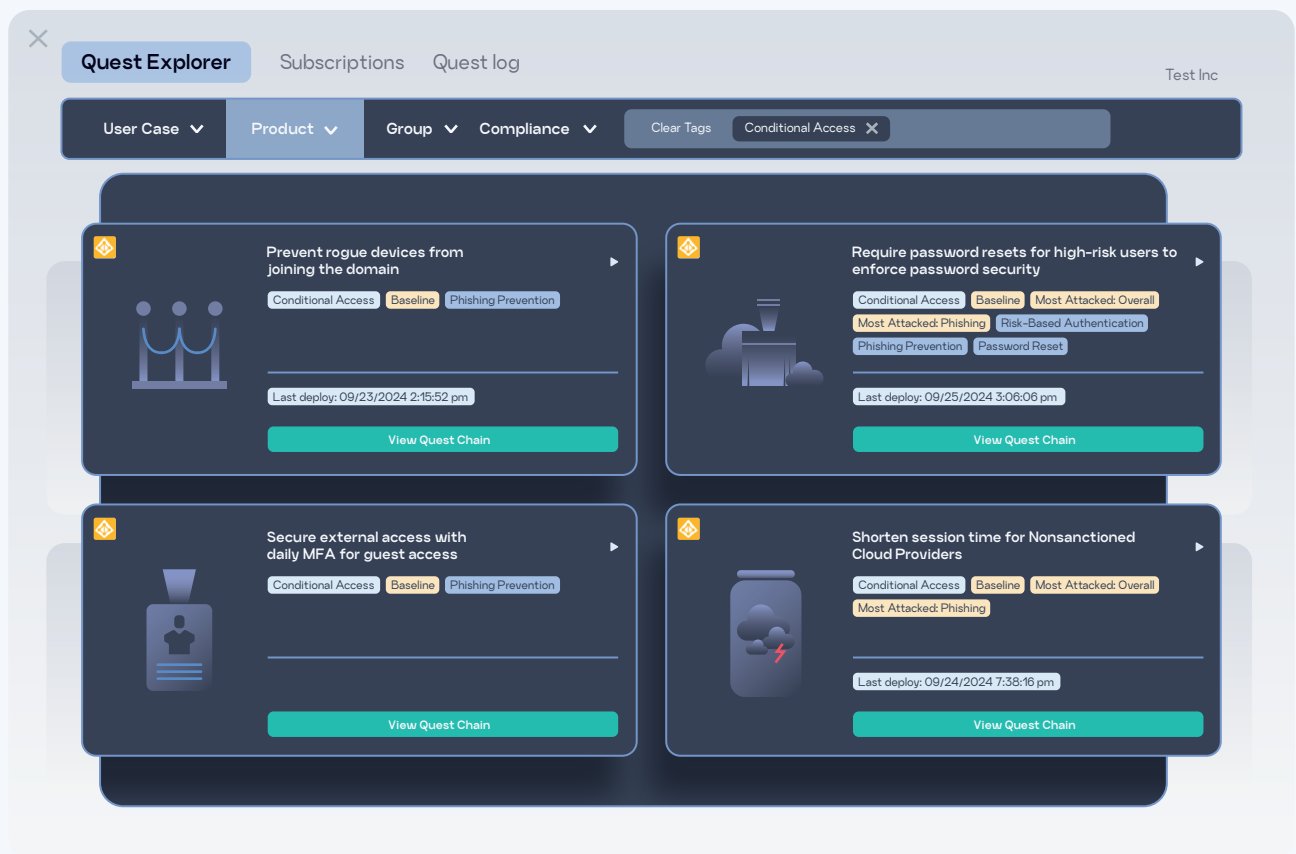 Quest Explorer
Subscriptions
Quest log
Test Inc
User Case
Product
Group
Compliance
Clear Tags
Conditional Access
Prevent rogue devices from
joining the domain
Conditional Access
Baseline
Phishing Prevention
Last deploy: 09/23/2024 2:15:52 pm
View Quest Chain
Require password resets for high-risk users to
enforce password security
Conditional Access
Baseline
Most Attacked: Overall
Most Attacked: Phishing
Risk-Based Authentication
Phishing Prevention
Password Reset
Last deploy: 09/25/2024 3:06:06 pm
View Quest Chain
Secure external access with
daily MFA for guest access
Conditional Access
Baseline
Phishing Prevention
View Quest Chain
Shorten session time for Nonsanctioned
Cloud Providers
Conditional Access
Baseline
Most Attacked: Overall
Most Attacked: Phishing
Last deploy: 09/24/2024 7:38:16 pm
View Quest Chain